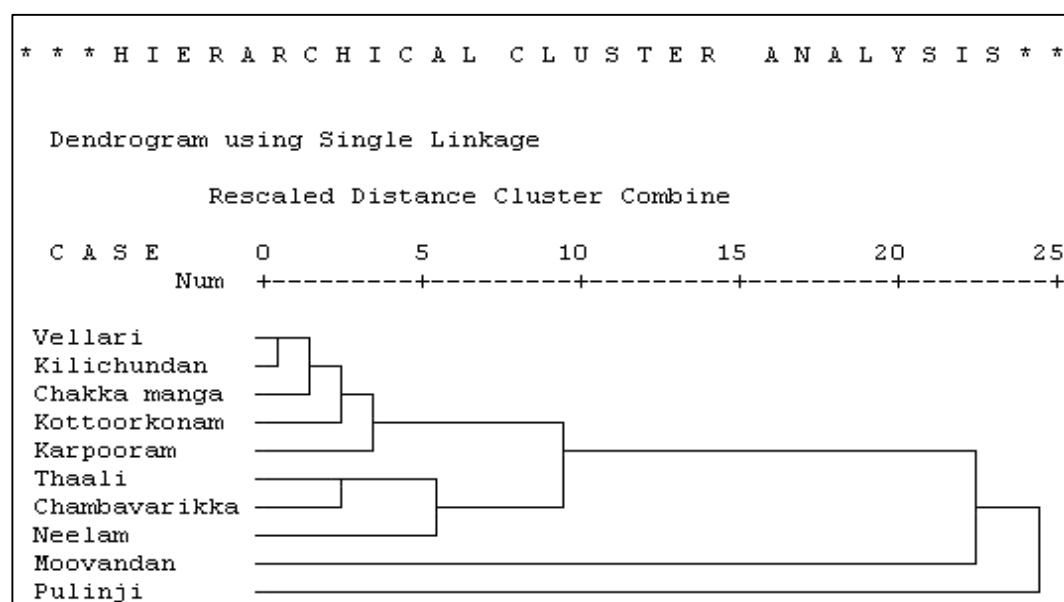 * * * H I E R A R C H I C A L C L U S T E R A N A L Y S I S * *
Dendrogram using Single Linkage
Rescaled Distance Cluster Combine
C A S E 0 5 10 15 20 25
Num +---------+---------+---------+---------+---------+
Vellari
Kilichundan
Chakka manga
Kottoorkonam
Karpooram
Thaali
Chambavarikka
Neelam
Moovandan
Pulinji